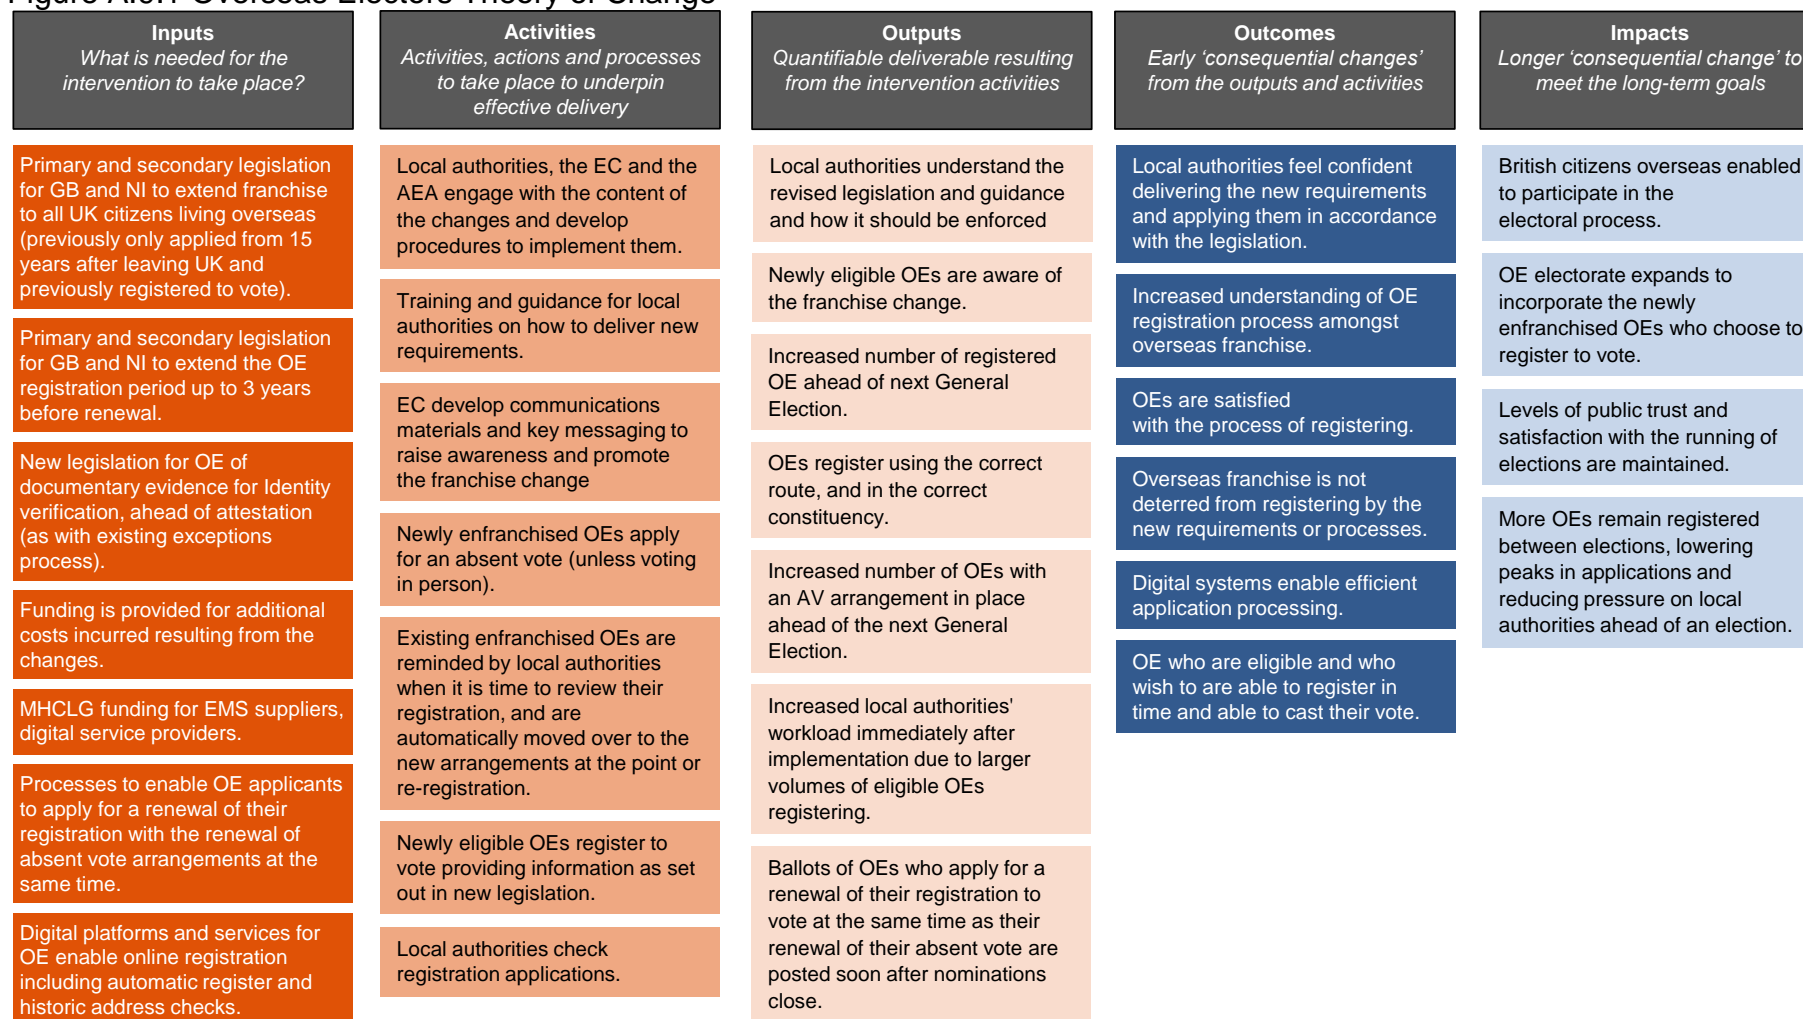 Figure A.6.1 Overseas Electors Theory of Change
Inputs
What is needed for the
intervention to take place?
Primary and secondary legislation
for GB and NI to extend franchise
to all UK citizens living overseas
(previously only applied from 15
years after leaving UK and
previously registered to vote).
Primary and secondary legislation
for GB and NI to extend the OE
registration period up to 3 years
before renewal.
New legislation for OE of
documentary evidence for Identity
verification, ahead of attestation
(as with existing exceptions
process).
Funding is provided for additional
costs incurred resulting from the
changes.
MHCLG funding for EMS suppliers,
digital service providers.
Processes to enable OE applicants
to apply for a renewal of their
registration with the renewal of
absent vote arrangements at the
same time.
Digital platforms and services for
OE enable online registration
including automatic register and
historic address checks.
Activities
Activities, actions and processes
to take place to underpin
effective delivery
Local authorities, the EC and the
AEA engage with the content of
the changes and develop
procedures to implement them.
Training and guidance for local
authorities on how to deliver new
requirements.
EC develop communications
materials and key messaging to
raise awareness and promote
the franchise change
Newly enfranchised OEs apply
for an absent vote (unless voting
in person).
Existing enfranchised OEs are
reminded by local authorities
when it is time to review their
registration, and are
automatically moved over to the
new arrangements at the point or
re-registration.
Newly eligible OEs register to
vote providing information as set
out in new legislation.
Local authorities check
registration applications.
Outputs
Quantifiable deliverable resulting
from the intervention activities
Local authorities understand the
revised legislation and guidance
and how it should be enforced
Newly eligible OEs are aware of
the franchise change.
Increased number of registered
OE ahead of next General
Election.
OEs register using the correct
route, and in the correct
constituency.
Increased number of OEs with
an AV arrangement in place
ahead of the next General
Election.
Increased local authorities'
workload immediately after
implementation due to larger
volumes of eligible OEs
registering.
Ballots of OEs who apply for a
renewal of their registration to
vote at the same time as their
renewal of their absent vote are
posted soon after nominations
close.
Outcomes
Early ‘consequential changes’
from the outputs and activities
Local authorities feel confident
delivering the new requirements
and applying them in accordance
with the legislation.
Increased understanding of OE
registration process amongst
overseas franchise.
OEs are satisfied
with the process of registering.
Overseas franchise is not
deterred from registering by the
new requirements or processes.
Digital systems enable efficient
application processing.
OE who are eligible and who
wish to are able to register in
time and able to cast their vote.
Impacts
Longer ‘consequential change’ to
meet the long-term goals
British citizens overseas enabled
to participate in the
electoral process.
OE electorate expands to
incorporate the newly
enfranchised OEs who choose to
register to vote.
Levels of public trust and
satisfaction with the running of
elections are maintained.
More OEs remain registered
between elections, lowering
peaks in applications and
reducing pressure on local
authorities ahead of an election.